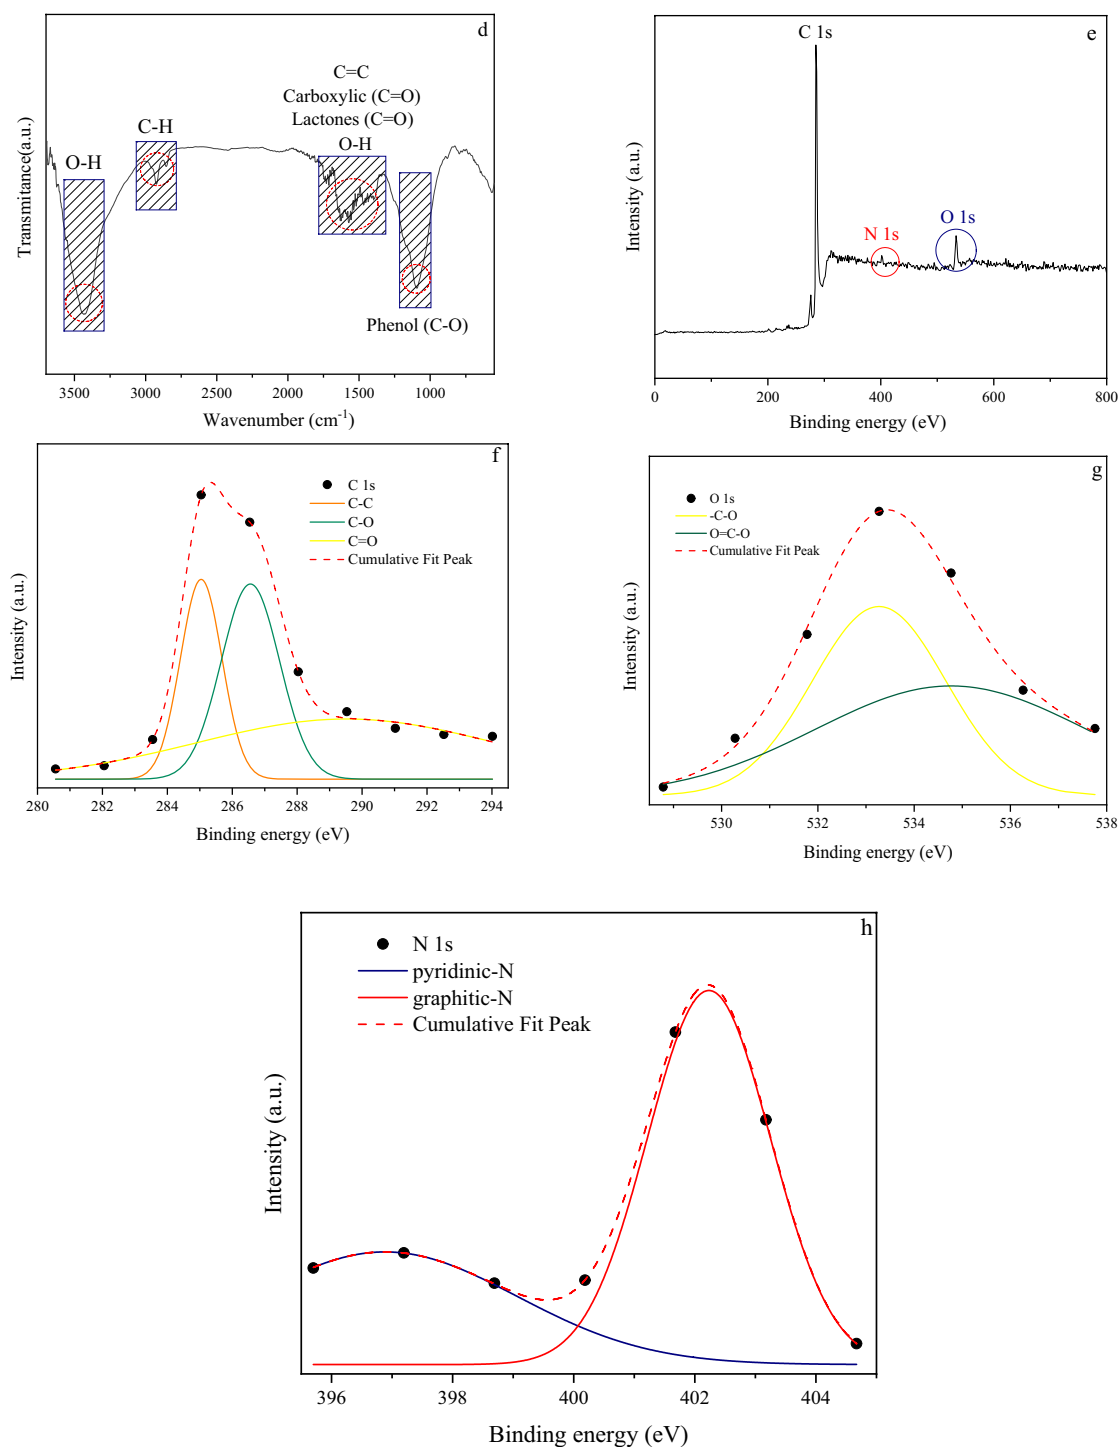 d
C=C
Carboxylic (C=O)
Lactones (C=O)
O-H
C-H
O-H
Phenol (C-O)
Transmitance(a.u.)
3500 3000 2500 2000 1500 1000
Wavenumber (cm-1)
e
C 1s
N 1s
O 1s
Intensity (a.u.)
0 200 400 600 800
Binding energy (eV)
f
C 1s
C-C
C-O
C=O
Cumulative Fit Peak
Intensity (a.u.)
280 282 284 286 288 290 292 294
Binding energy (eV)
g
O 1s
-C-O
O=C-O
Cumulative Fit Peak
Intensity (a.u.)
530 532 534 536 538
Binding energy (eV)
h
N 1s
pyridinic-N
graphitic-N
Cumulative Fit Peak
Intensity (a.u.)
396 398 400 402 404
Binding energy (eV)